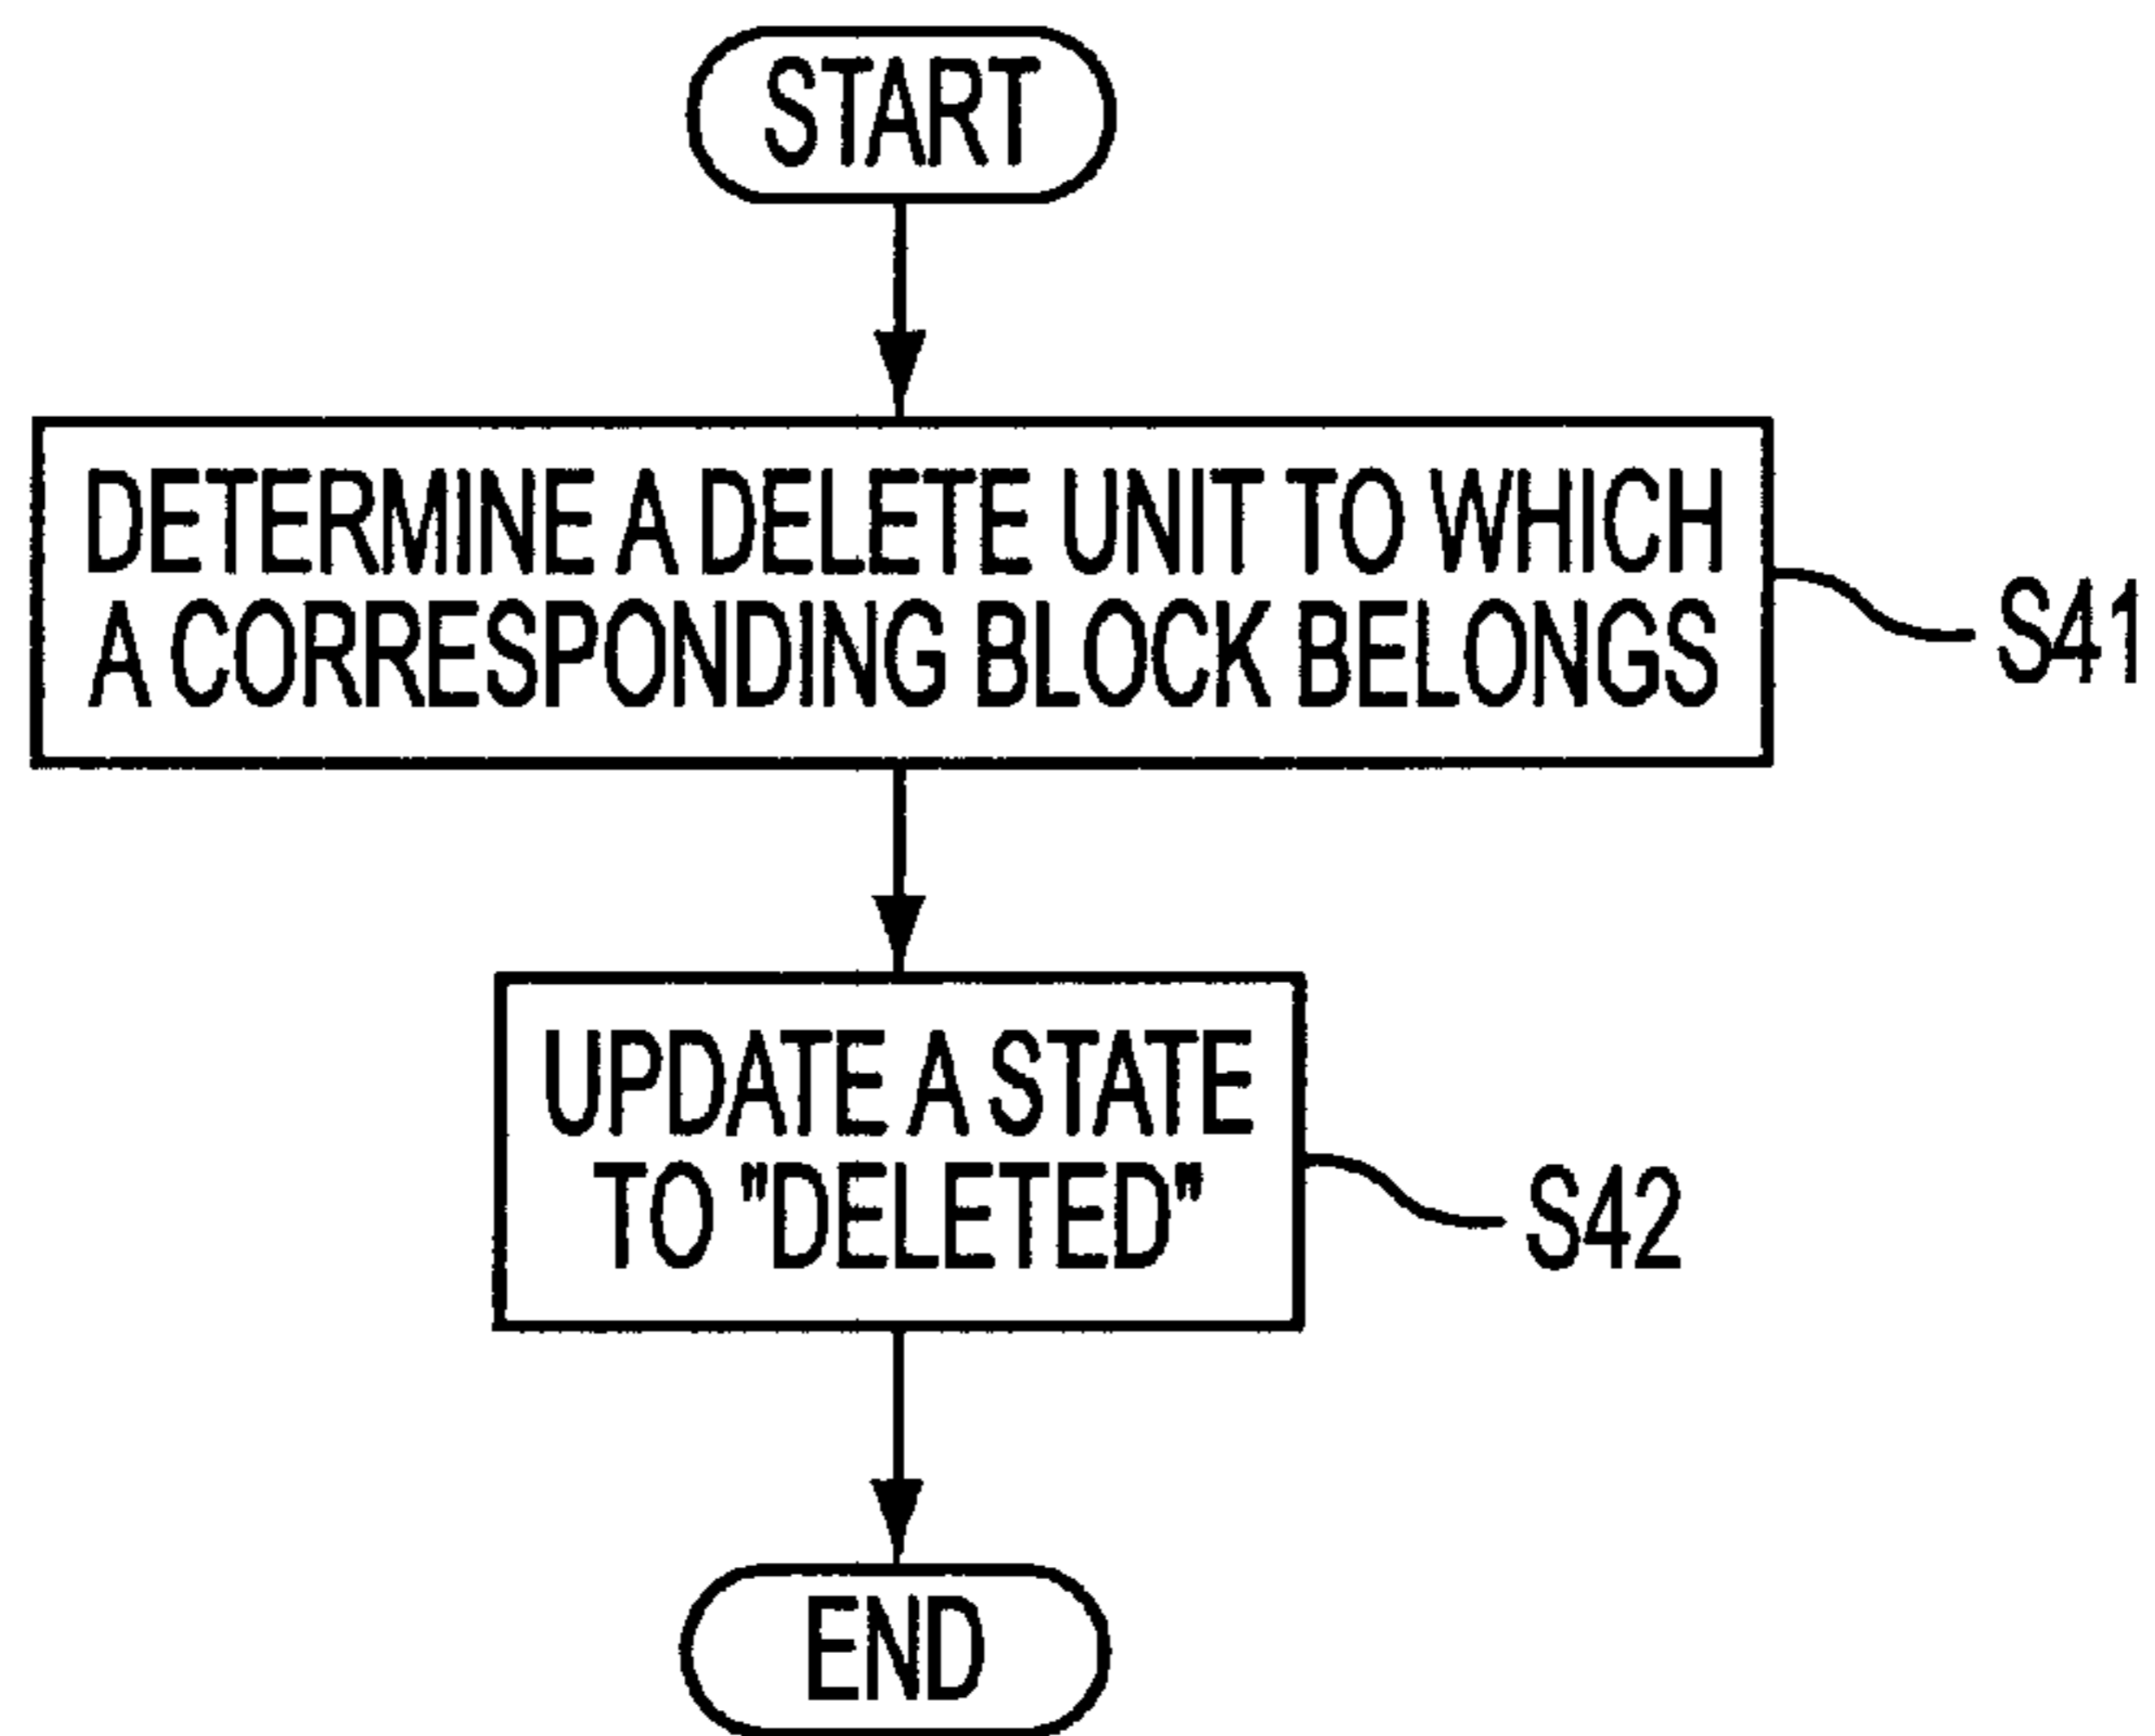 START
DETERMINE A DELETE UNIT TO WHICH
A CORRESPONDING BLOCK BELONGS
S41
UPDATE A STATE
TO "DELETED"
S42
END